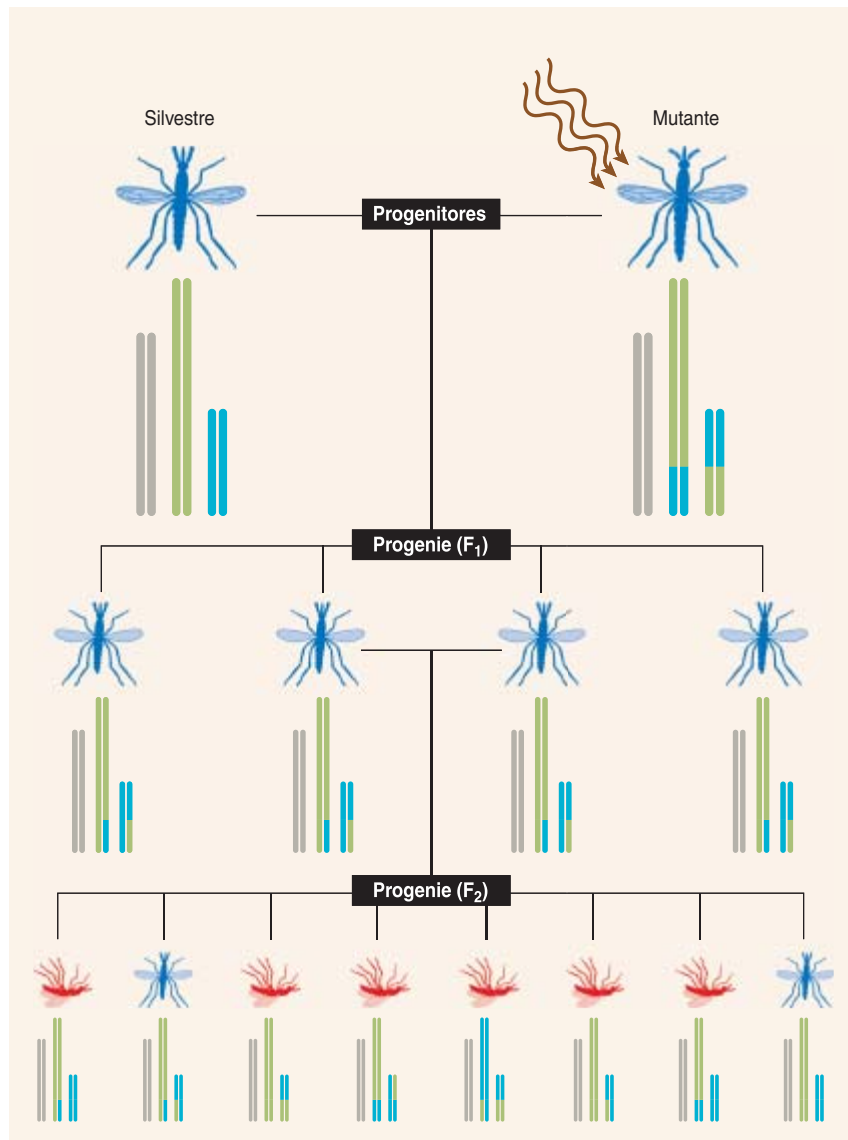 Silvestre
Mutante
Progenitores
Progenie (F₁)
Progenie (F₂)